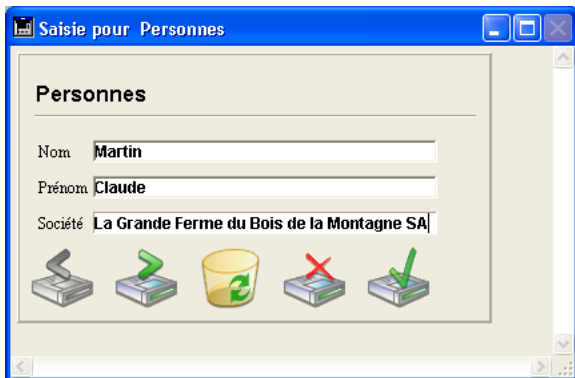 Saisie pour Personnes
Personnes
Nom Martin
Prénom Claude
Société La Grande Ferme du Bois de la Montagne SA